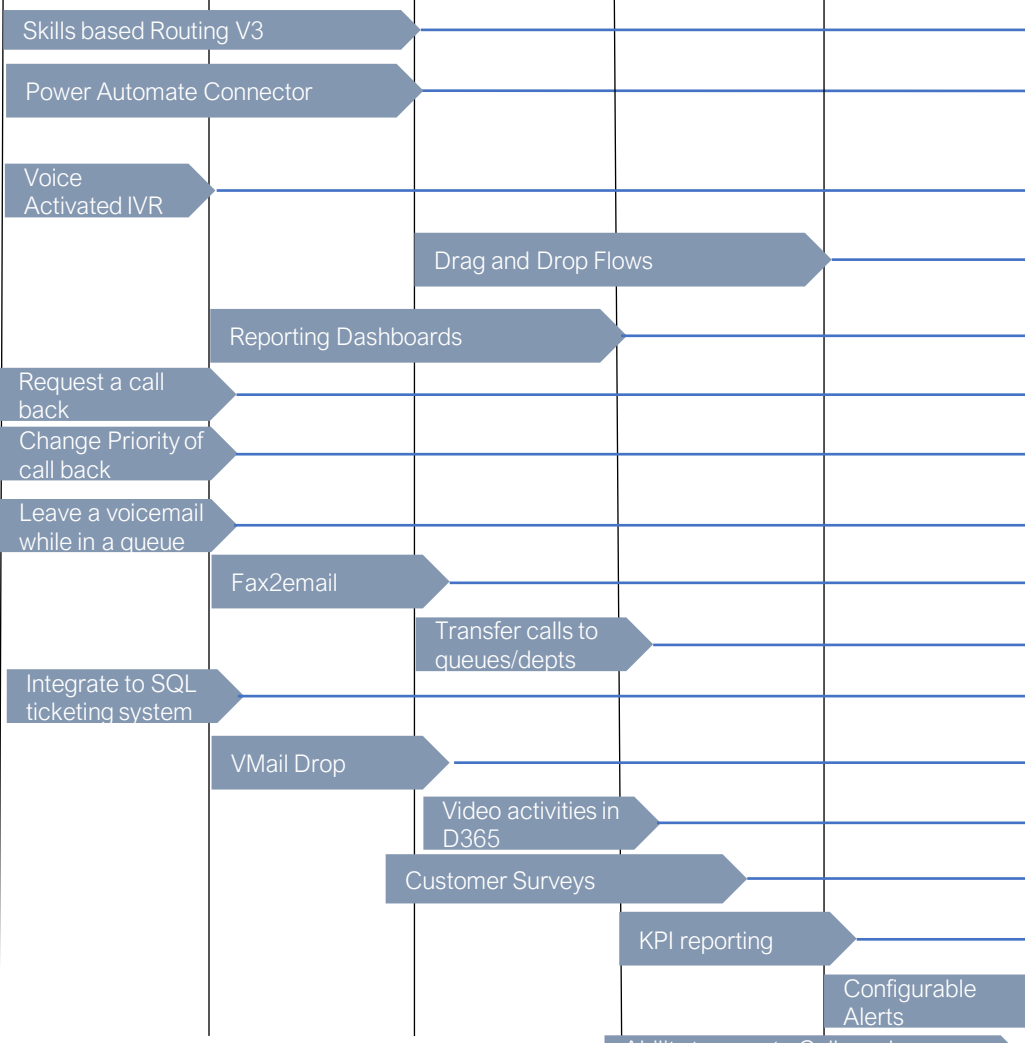 Skills based Routing V3
Power Automate Connector
Voice
Activated IVR
Drag and Drop Flows
Reporting Dashboards
Request a call
back
Change Priority of
call back
Leave a voicemail
while in a queue
Fax2email
Transfer calls to
queues/depts
Integrate to SQL
ticketing system
VMail Drop
Video activities in
D365
Customer Surveys
KPI reporting
Configurable
Alerts